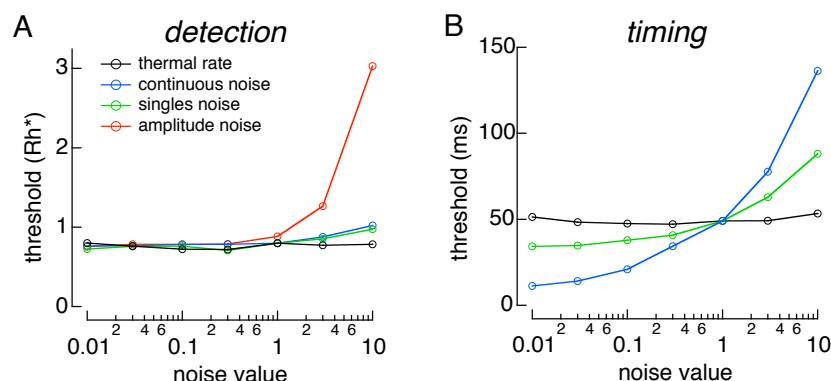 A
detection
3
2
1
0
threshold (Rh*)
thermal rate
continuous noise
singles noise
amplitude noise
2 4 6 2 4 6 2 4 6
0.01 0.1 1 10
noise value
B
timing
150
100
50
0
threshold (ms)
2 4 6 2 4 6 2 4 6
0.01 0.1 1 10
noise value